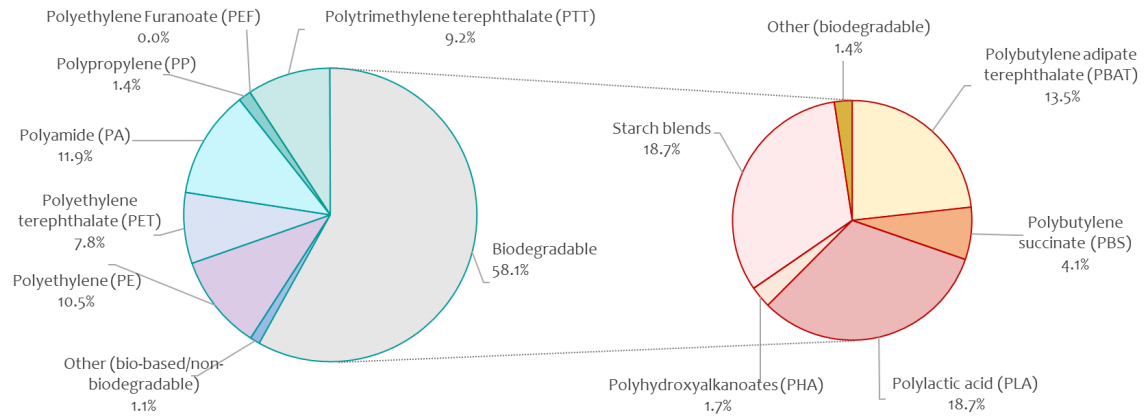 Polyethylene Furanoate (PEF)
0.0%
Polytrimethylene terephthalate (PTT)
9.2%
Polypropylene (PP)
1.4%
Polyamide (PA)
11.9%
Polyethylene
terephthalate (PET)
7.8%
Polyethylene (PE)
10.5%
Other (bio-based/non-
biodegradable)
1.1%
Biodegradable
58.1%
Other (biodegradable)
1.4%
Polybutylene adipate
terephthalate (PBAT)
13.5%
Starch blends
18.7%
Polybutylene
succinate (PBS)
4.1%
Polyhydroxyalkanoates (PHA)
1.7%
Polylactic acid (PLA)
18.7%